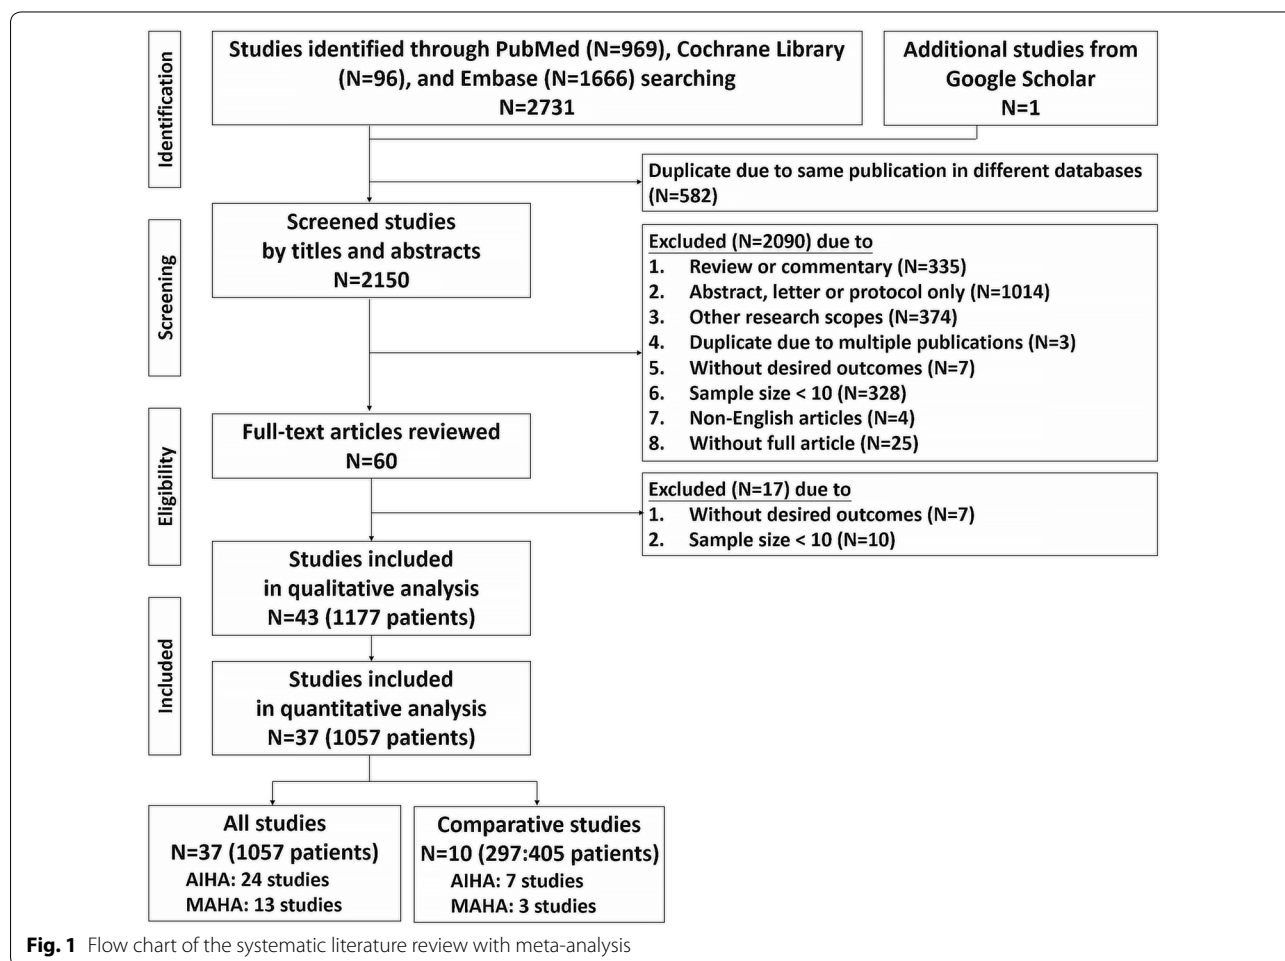 Identification
Studies identified through PubMed (N=969), Cochrane Library
(N=96), and Embase (N=1666) searching
N=2731
Additional studies from
Google Scholar
N=1
Duplicate due to same publication in different databases
(N=582)
Screening
Screened studies
by titles and abstracts
N=2150
Excluded (N=2090) due to
1. Review or commentary (N=335)
2. Abstract, letter or protocol only (N=1014)
3. Other research scopes (N=374)
4. Duplicate due to multiple publications (N=3)
5. Without desired outcomes (N=7)
6. Sample size < 10 (N=328)
7. Non-English articles (N=4)
8. Without full article (N=25)
Eligibility
Full-text articles reviewed
N=60
Excluded (N=17) due to
1. Without desired outcomes (N=7)
2. Sample size < 10 (N=10)
Included
Studies included
in qualitative analysis
N=43 (1177 patients)
Studies included
in quantitative analysis
N=37 (1057 patients)
All studies
N=37 (1057 patients)
AIHA: 24 studies
MAHA: 13 studies
Comparative studies
N=10 (297:405 patients)
AIHA: 7 studies
MAHA: 3 studies
Fig. 1 Flow chart of the systematic literature review with meta-analysis